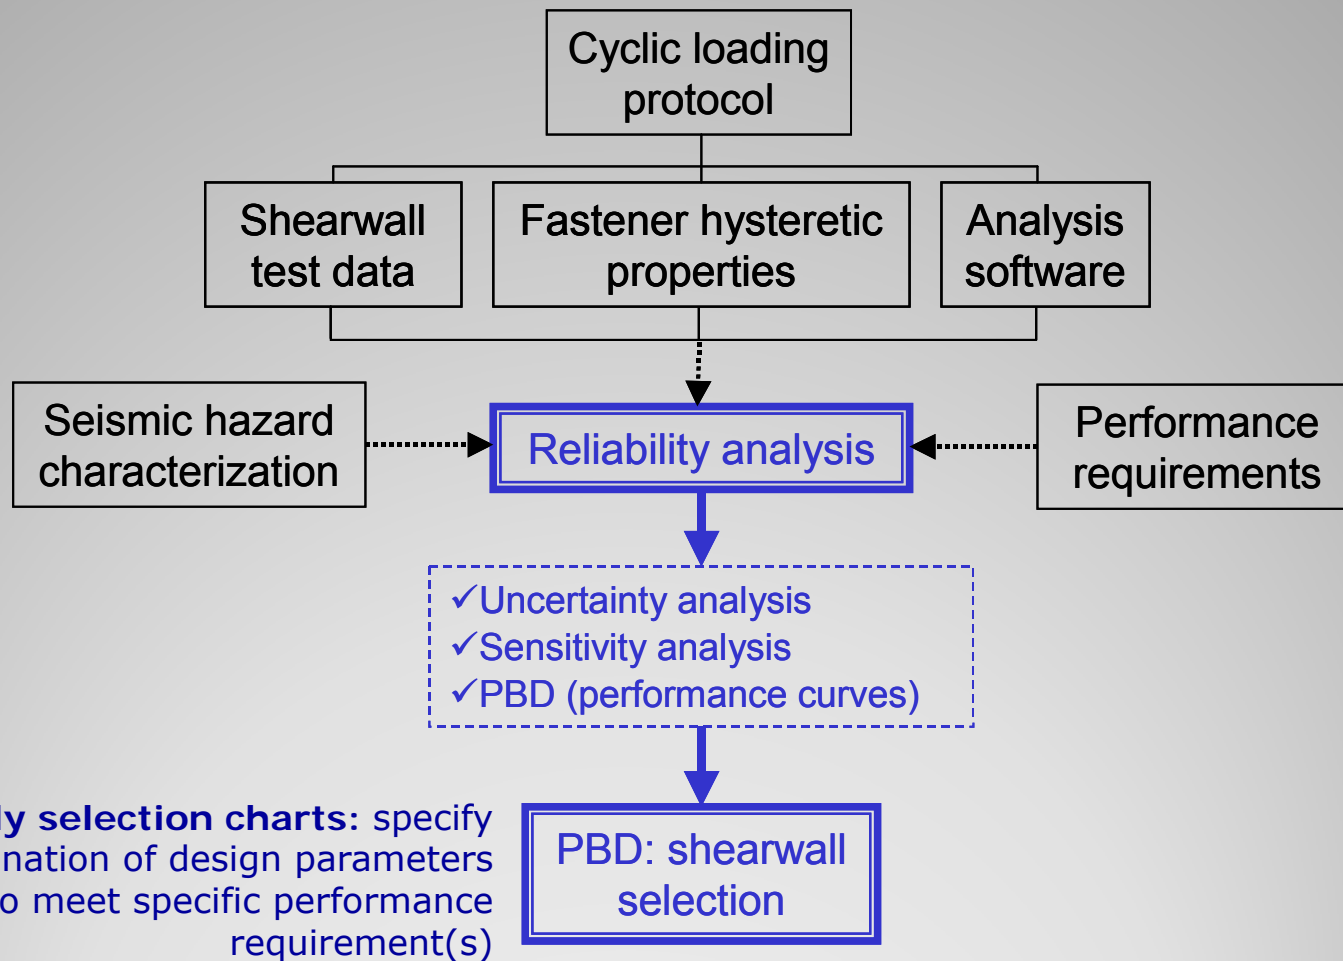 Cyclic loading
protocol
Shearwall
test data
Fastener hysteretic
properties
Analysis
software
Seismic hazard
characterization
Reliability analysis
Performance
requirements
✓Uncertainty analysis
✓Sensitivity analysis
✓PBD (performance curves)
selection charts: specify
of design parameters
meet specific performance
requirement(s)
PBD: shearwall
selection